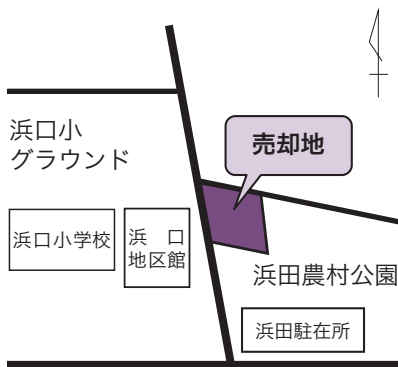 浜口小
グラウンド
売却地
浜口小学校
浜　口
地区館
浜田農村公園
浜田駐在所